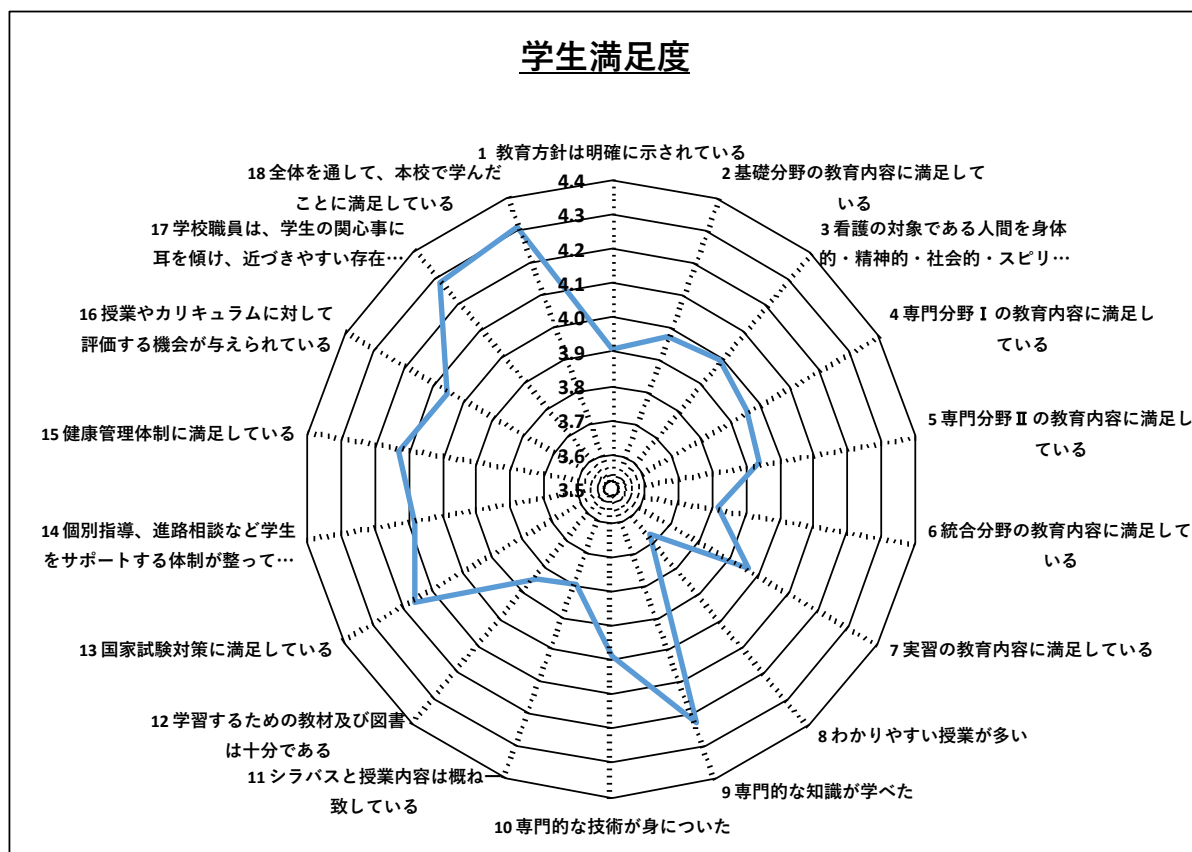 学生満足度
1 教育方針は明確に示されている
2 基礎分野の教育内容に満足して
いる
3 看護の対象である人間を身体
的・精神的・社会的・スピリ…
4 専門分野Ⅰの教育内容に満足し
ている
5 専門分野Ⅱの教育内容に満足し
ている
6 統合分野の教育内容に満足して
いる
7 実習の教育内容に満足している
8 わかりやすい授業が多い
9 専門的な知識が学べた
10 専門的な技術が身についた
11 シラバスと授業内容は概ね一
致している
12 学習するための教材及び図書
は十分である
13 国家試験対策に満足している
14 個別指導、進路相談など学生
をサポートする体制が整って…
15 健康管理体制に満足している
16 授業やカリキュラムに対して
評価する機会が与えられている
17 学校職員は、学生の関心事に
耳を傾け、近づきやすい存在…
18 全体を通して、本校で学んだ
ことに満足している
4.4
4.3
4.2
4.1
4.0
3.9
3.8
3.7
3.6
3.5